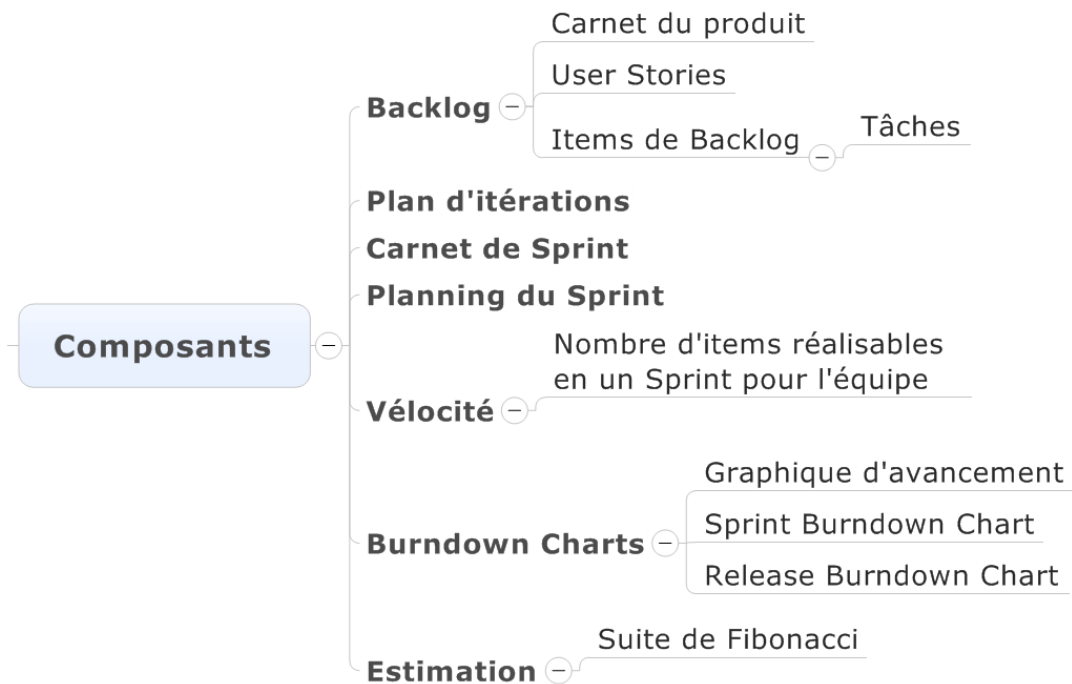 Carnet du produit
User Stories
Backlog
Items de Backlog
Tâches
Plan d'itérations
Carnet de Sprint
Planning du Sprint
Composants
Nombre d'items réalisables
en un Sprint pour l'équipe
Vélocité
Graphique d'avancement
Sprint Burndown Chart
Burndown Charts
Release Burndown Chart
Suite de Fibonacci
Estimation